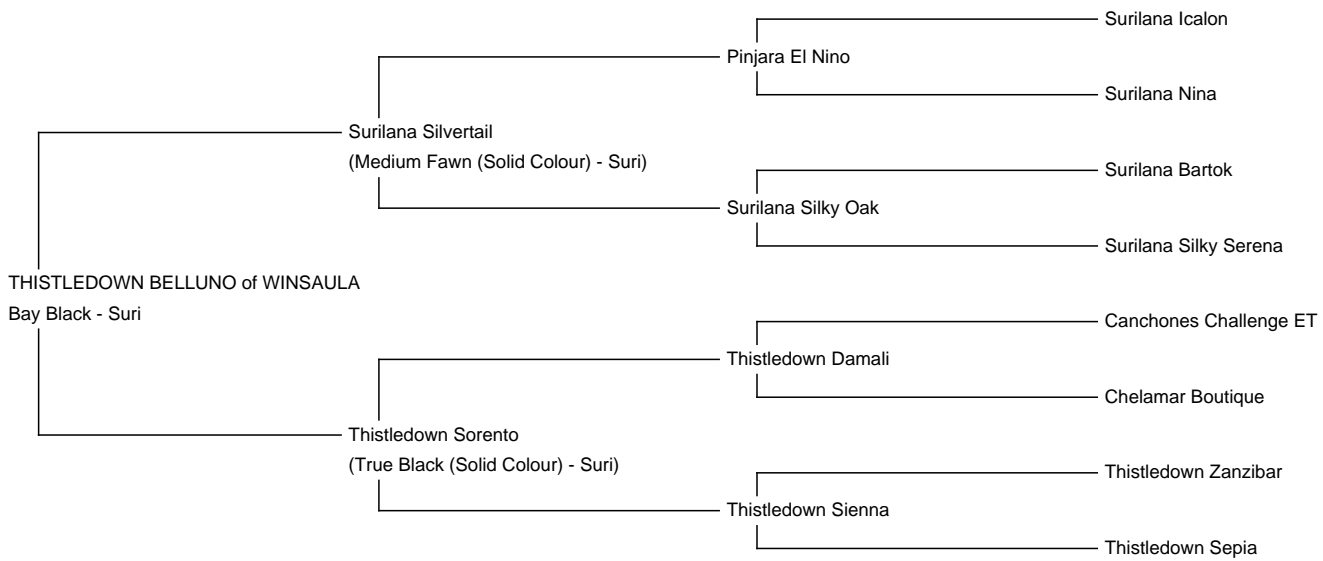 Surilana Icalon
Pinjara El Nino
Surilana Nina
Surilana Silvertail
(Medium Fawn (Solid Colour) - Suri)
Surilana Bartok
Surilana Silky Oak
Surilana Silky Serena
THISTLEDOWN BELLUNO of WINSAULA
Bay Black - Suri
Canchones Challenge ET
Thistledown Damali
Chelamar Boutique
Thistledown Sorento
(True Black (Solid Colour) - Suri)
Thistledown Zanzibar
Thistledown Sienna
Thistledown Sepia